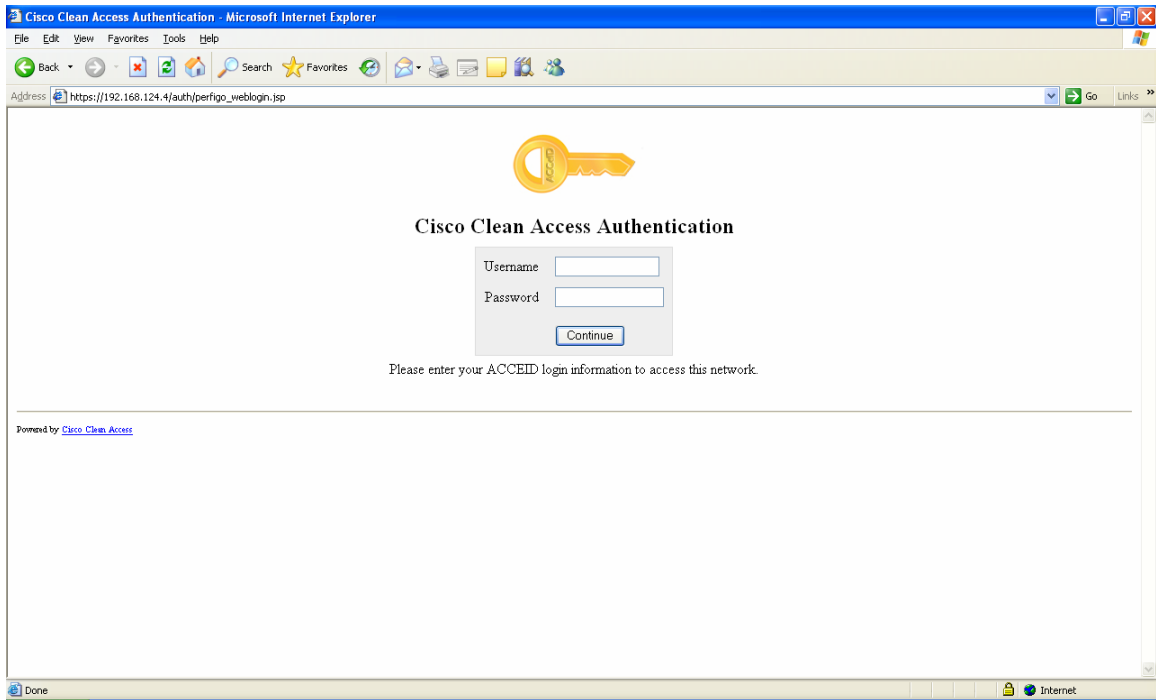 Cisco Clean Access Authentication - Microsoft Internet Explorer
File Edit View Favorites Tools Help
Back Search Favorites
Address https://192.168.124.4/auth/perfigo_weblogin.jsp Go Links »
ACCEID
Cisco Clean Access Authentication
Username
Password
Continue
Please enter your ACCEID login information to access this network.
Powered by Cisco Clean Access
Done Internet